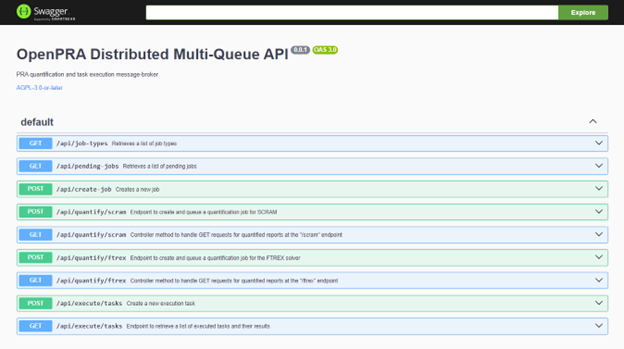 Swagger
Supported by SMARTBEAR
Explore
OpenPRA Distributed Multi-Queue API 0.0.1 OAS 3.0
PRA quantification and task execution message-broker
AGPL-3.0-or-later
default
GET /api/job-types Retrieves a list of job types
GET /api/pending-jobs Retrieves a list of pending jobs
POST /api/create-job Creates a new job
POST /api/quantify/scram Endpoint to create and queue a quantification job for SCRAM
GET /api/quantify/scram Controller method to handle GET requests for quantified reports at the "/scram" endpoint
POST /api/quantify/ftrex Endpoint to create and queue a quantification job for the FTREX solver
GET /api/quantify/ftrex Controller method to handle GET requests for quantified reports at the "/ftrex" endpoint
POST /api/execute/tasks Create a new execution task
GET /api/execute/tasks Endpoint to retrieve a list of executed tasks and their results